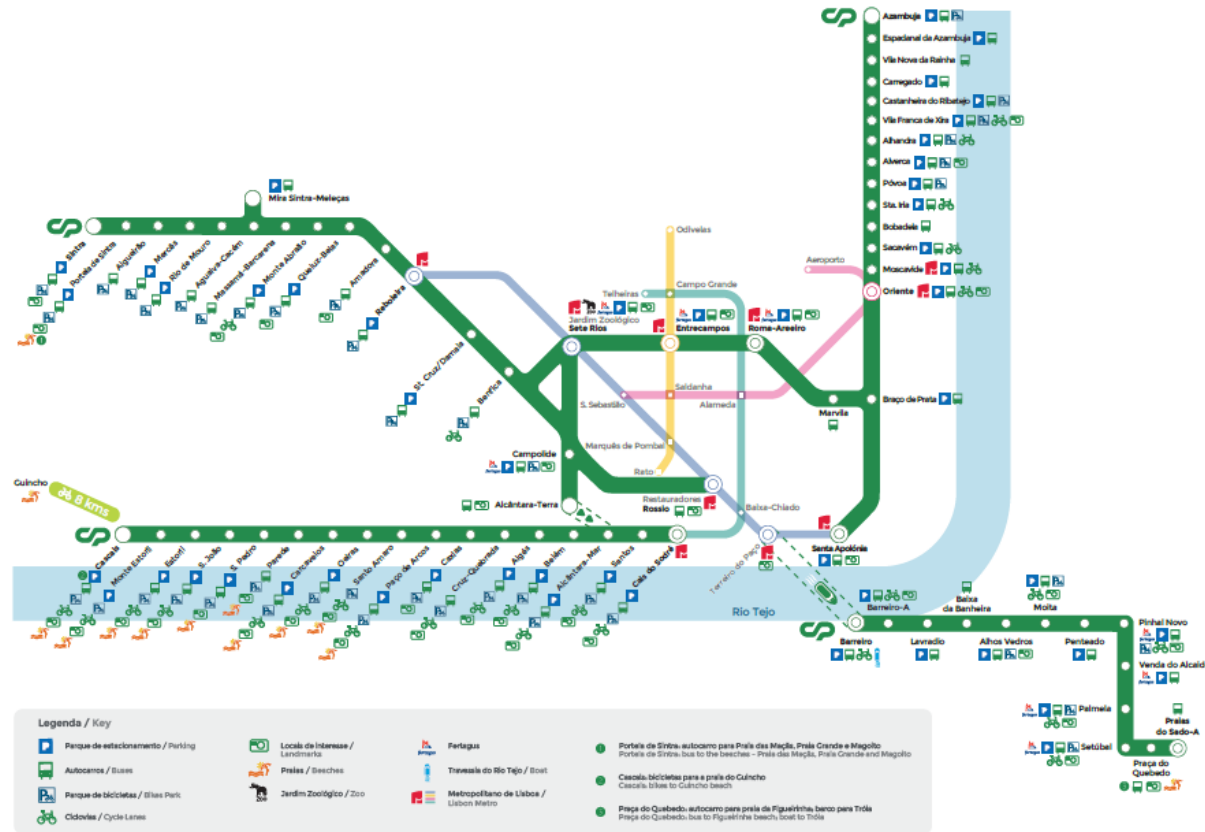 Azambuja
Espadanal da Azambuja
Vila Nova da Rainha
Carregado
Castanheira do Ribatejo
Vila Franca de Xira
Alhandra
Alverca
Póvoa
Sta. Iria
Bobadela
Sacavém
Moscavide
Oriente
Braço de Prata
Mira Sintra-Meleças
Sintra
Portela de Sintra
Algueirão
Mercês
Rio de Mouro
Agualva-Cacém
Massamá-Barcarena
Monte Abraão
Queluz-Belas
Amadora
Reboleira
St. Cruz/Damaia
Benfica
Odivelas
Aeroporto
Telheiras
Campo Grande
Jardim Zoológico
Sete Rios
Entrecampos
Roma-Areeiro
Saldanha
S. Sebastião
Alameda
Marvila
Marquês de Pombal
Rato
Campolide
Restauradores
Rossio
Baixa-Chiado
Alcântara-Terra
Guincho
8 kms
Cascais
Monte Estoril
Estoril
S. João
S. Pedro
Parede
Carcavelos
Oeiras
Santo Amaro
Paço de Arcos
Caxias
Cruz-Quebrada
Algés
Belém
Alcântara-Mar
Santos
Cais do Sodré
Terreiro do Paço
Santa Apolónia
Rio Tejo
Barreiro-A
Baixa
da Banheira
Moita
Barreiro
Lavradio
Alhos Vedros
Penteado
Pinhal Novo
Venda do Alcaid
Palmela
Setúbal
Praias
do Sado-A
Praça do
Quebedo
Legenda / Key
Parque de estacionamento / Parking
Autocarros / Buses
Parque de bicicletas / Bikes Park
Ciclovias / Cycle Lanes
Locais de interesse /
Landmarks
Praias / Beaches
ZOO
Jardim Zoológico / Zoo
Fertagus
Travessia do Rio Tejo / Boat
Metropolitano de Lisboa /
Lisbon Metro
Portela de Sintra: autocarro para Praia das Maçãs, Praia Grande e Magoito
Portela de Sintra: bus to the beaches – Praia das Maçãs, Praia Grande and Magoito
Cascais: bicicletas para a praia do Guincho
Cascais: bikes to Guincho beach
Praça do Quebedo: autocarro para praia da Figueirinha; barco para Tróia
Praça do Quebedo: bus to Figueirinha beach; boat to Tróia